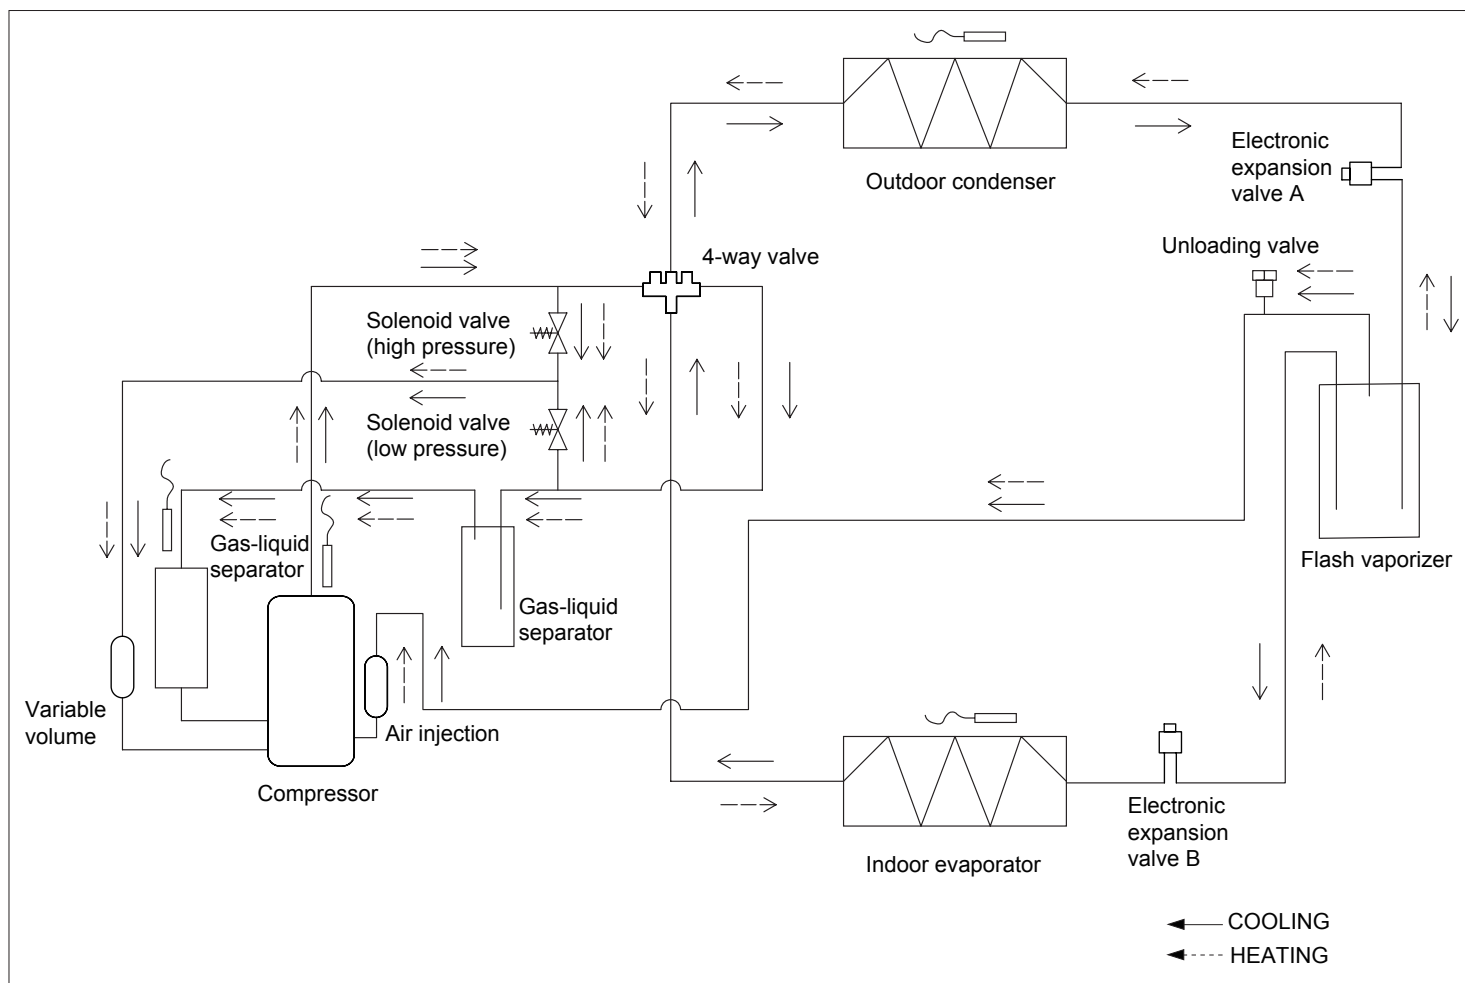 Outdoor condenser
Electronic
expansion
valve A
4-way valve
Unloading valve
Solenoid valve
(high pressure)
Solenoid valve
(low pressure)
Gas-liquid
separator
Flash vaporizer
Gas-liquid
separator
Variable
volume
Air injection
Compressor
Electronic
expansion
valve B
Indoor evaporator
COOLING
HEATING